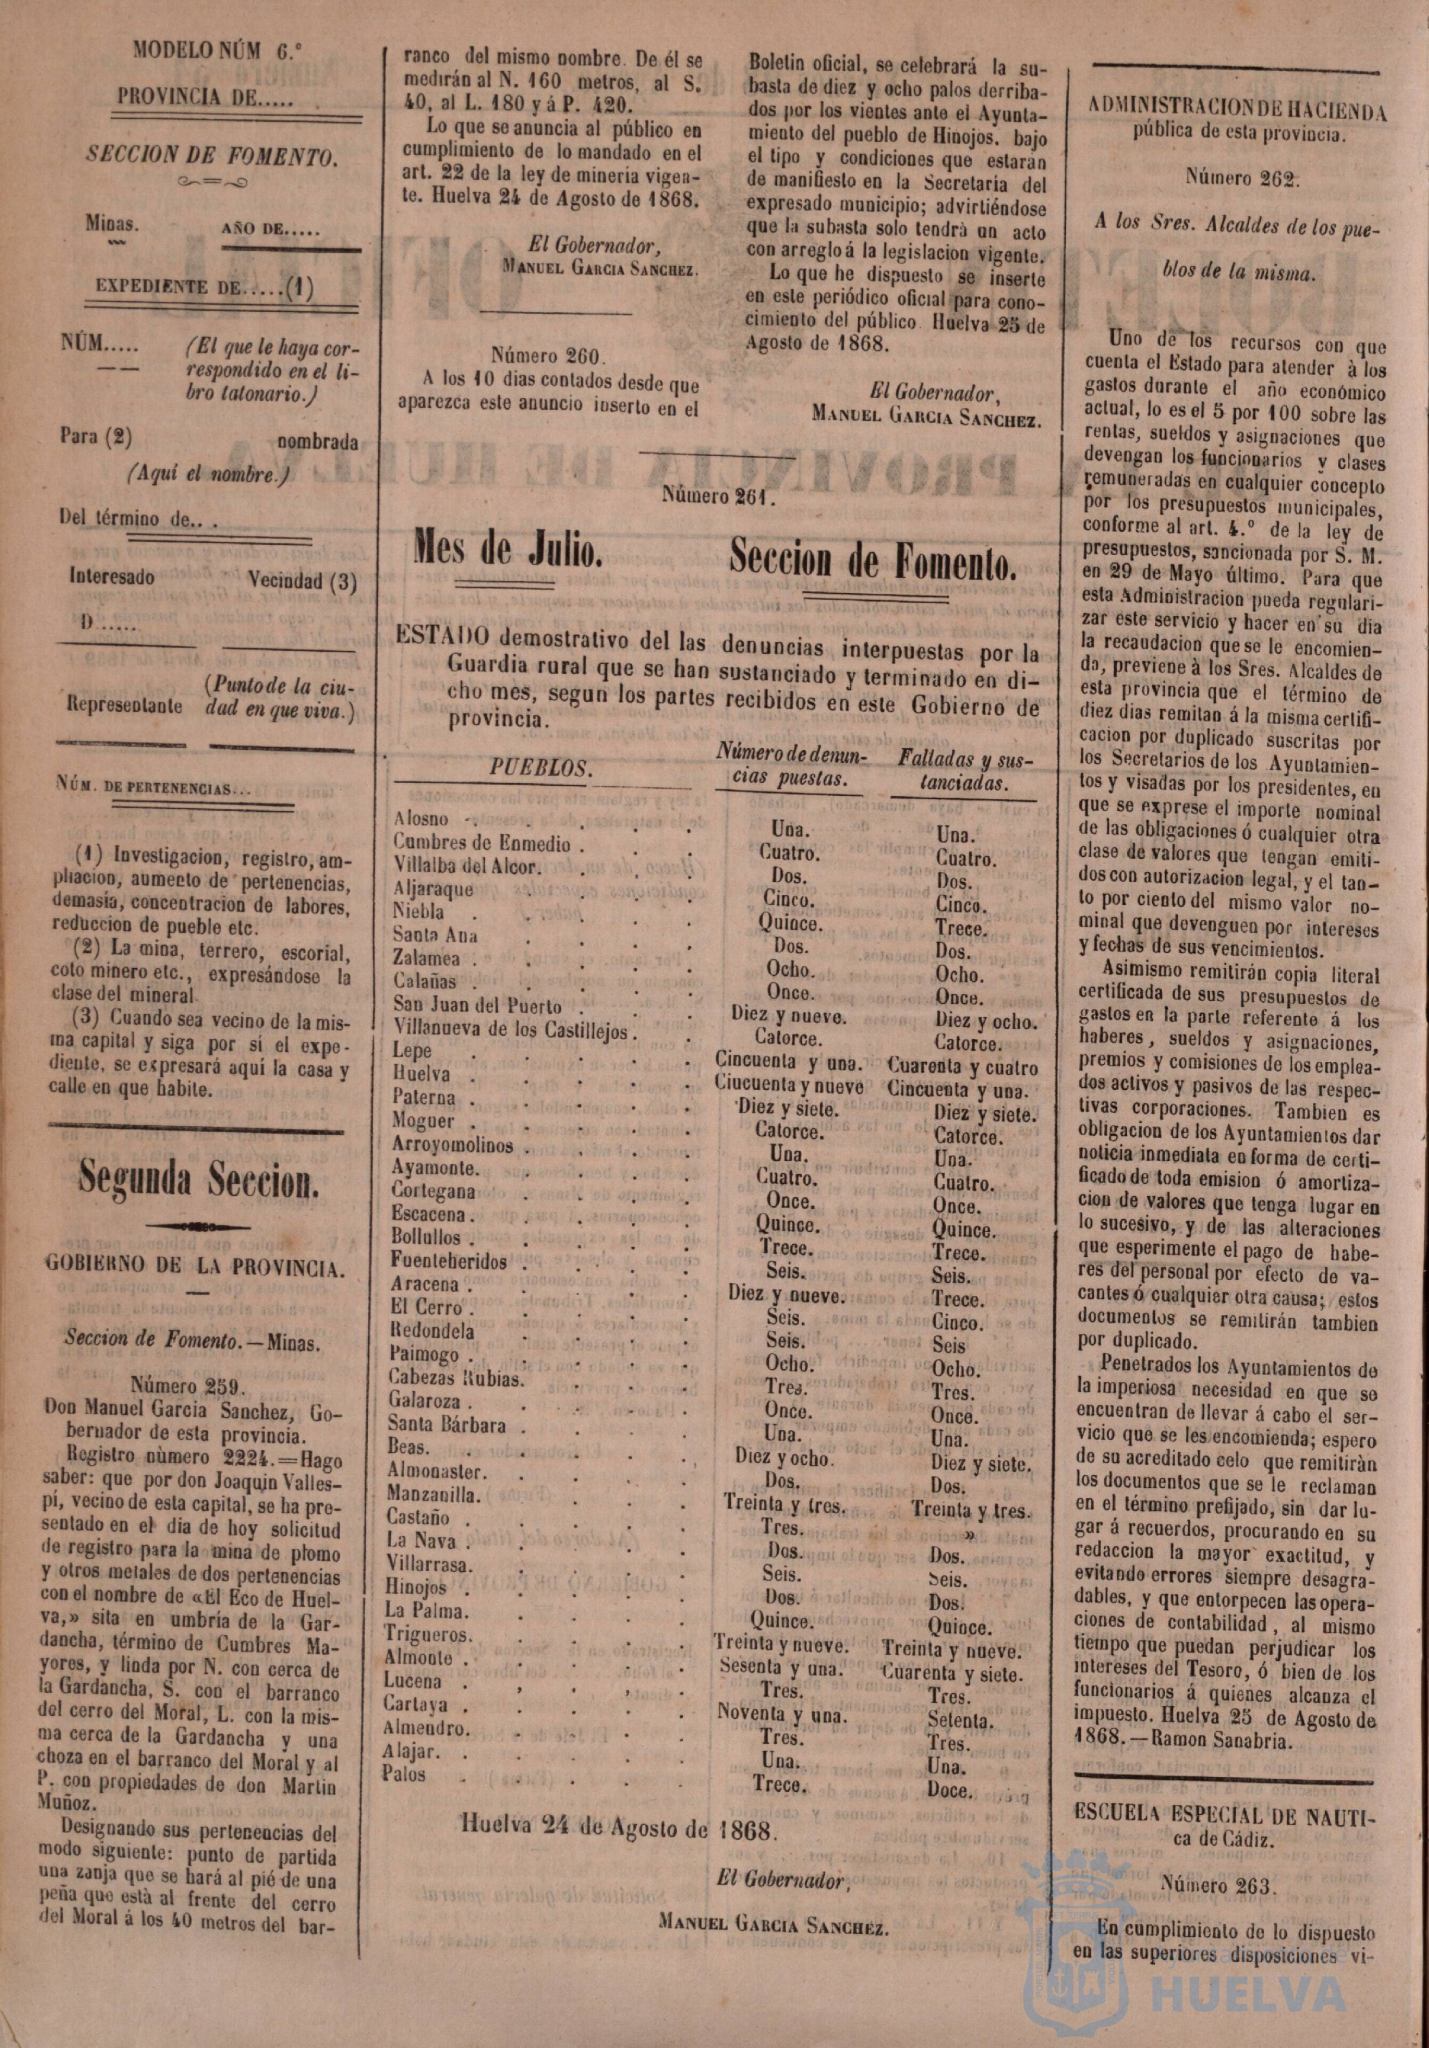 MODELO NÚM 6.º
PROVINCIA DE.....
SECCION DE FOMENTO.
Minas. AÑO DE.....
EXPEDIENTE DE.....(1)
NÚM..... (El que le haya cor-
respondido en el li-
bro tatonario.)
Para (2) nombrada
(Aquí el nombre.)
Del término de.. .
Interesado Vecindad (3)
D .....
(Punto de la ciu-
Representante dad en que viva.)
NÚM. DE PERTENENCIAS...
(1) Investigacion, registro, am-
pliacion, aumento de pertenencias,
demasía, concentracion de labores,
reduccion de pueble etc.
(2) La mina, terrero, escorial,
coto minero etc., expresándose la
clase del mineral
(3) Cuando sea vecino de la mis-
ma capital y siga por sí el expe-
diente, se expresará aquí la casa y
calle en que habite.
Segunda Seccion.
GOBIERNO DE LA PROVINCIA.
Seccion de Fomento.—Minas.
Número 259.
Don Manuel Garcia Sanchez, Go-
bernador de esta provincia.
Registro nùmero 2224.=Hago
saber: que por don Joaquin Valles-
pí, vecino de esta capital, se ha pre-
sentado en el dia de hoy solicitud
de registro para la mina de plomo
y otros metales de dos pertenencias
con el nombre de «El Eco de Huel-
va,» sita en umbría de la Gar-
dancha, término de Cumbres Ma-
yores, y linda por N. con cerca de
la Gardancha, S. con el barranco
del cerro del Moral, L. con la mis-
ma cerca de la Gardancha y una
choza en el barranco del Moral y al
P. con propiedades de don Martin
Muñoz.
Designando sus pertenencias del
modo siguiente: punto de partida
una zanja que se hará al pié de una
peña que està al frente del cerro
del Moral á los 40 metros del bar-
ranco del mismo nombre. De él se
medirán al N. 160 metros, al S.
40, al L. 180 y á P. 420.
Lo que se anuncia al público en
cumplimiento de lo mandado en el
art. 22 de la ley de minería vigen-
te. Huelva 24 de Agosto de 1868.
El Gobernador,
MANUEL GARCIA SANCHEZ.
Número 260.
A los 10 dias contados desde que
aparezca este anuncio inserto en el
Boletin oficial, se celebrará la su-
basta de diez y ocho palos derriba-
dos por los vientes ante el Ayunta-
miento del pueblo de Hinojos. bajo
el tipo y condiciones que estarán
de manifiesto en la Secretaría del
expresado municipio; advirtiéndose
que la subasta solo tendrà un acto
con arreglo á la legislacion vigente.
Lo que he dispuesto se inserte
en este periódico oficial para cono-
cimiento del público. Huelva 25 de
Agosto de 1868.
El Gobernador,
MANUEL GARCIA SANCHEZ.
Número 261.
Mes de Julio. Seccion de Fomento.
ESTADO demostrativo del las denuncias interpuestas por la
Guardia rural que se han sustanciado y terminado en di-
cho mes, segun los partes recibidos en este Gobierno de
provincia.
PUEBLOS. Número de denun-
cias puestas. Falladas y sus-
tanciadas.
Alosno Una. Una.
Cumbres de Enmedio Cuatro. Cuatro.
Villalba del Alcor. Dos. Dos.
Aljaraque Cinco. Cinco.
Niebla Quince. Trece.
Santa Ana Dos. Dos.
Zalamea Ocho. Ocho.
Calañas Once. Once.
San Juan del Puerto Diez y nueve. Diez y ocho.
Villanueva de los Castillejos Catorce. Catorce.
Lepe Cincuenta y una. Cuarenta y cuatro
Huelva Ciucuenta y nueve Cincuenta y una.
Paterna Diez y siete. Diez y siete.
Moguer Catorce. Catorce.
Arroyomolinos Una. Una.
Ayamonte. Cuatro. Cuatro.
Cortegana Once. Once.
Escacena Quince. Quince.
Bollullos Trece. Trece.
Fuenteheridos Seis. Seis.
Aracena Diez y nueve. Trece.
El Cerro Seis. Cinco.
Redondela Seis. Seis
Paimogo Ocho. Ocho.
Cabezas Rubias. Tres. Tres.
Galaroza Once. Once.
Santa Bárbara Una. Una.
Beas. Diez y ocho. Diez y siete.
Almonaster. Dos. Dos.
Manzanilla. Treinta y tres. Treinta y tres.
Castaño Tres. »
La Nava Dos. Dos.
Villarrasa. Seis. Seis.
Hinojos Dos. Dos.
La Palma. Quince. Quince.
Trigueros. Treinta y nueve. Treinta y nueve.
Almonte Sesenta y una. Cuarenta y siete.
Lucena Tres. Tres.
Cartaya Noventa y una. Setenta.
Almendro. Tres. Tres.
Alajar. Una. Una.
Palos Trece. Doce.
Huelva 24 de Agosto de 1868.
El Gobernador,
MANUEL GARCIA SANCHEZ.
ADMINISTRACION DE HACIENDA
pública de esta provincia.
Número 262.
A los Sres. Alcaldes de los pue-
blos de la misma.
Uno de los recursos con que
cuenta el Estado para atender à los
gastos durante el año económico
actual, lo es el 5 por 100 sobre las
rentas, sueldos y asignaciones que
devengan los funcionarios y clases
remuneradas en cualquier concepto
por los presupuestos municipales,
conforme al art. 4.º de la ley de
presupuestos, sancionada por S. M.
en 29 de Mayo último. Para que
esta Administracion pueda regulari-
zar este servicio y hacer en su dia
la recaudacion que se le encomien-
da, previene à los Sres. Alcaldes de
esta provincia que el término de
diez dias remitan á la misma certifi-
cacion por duplicado suscritas por
los Secretarios de los Ayuntamien-
tos y visadas por los presidentes, en
que se exprese el importe nominal
de las obligaciones ó cualquier otra
clase de valores que tengan emiti-
dos con autorizacion legal, y el tan-
to por ciento del mismo valor no-
minal que devenguen por intereses
y fechas de sus vencimientos.
Asimismo remitirán copia literal
certificada de sus presupuestos de
gastos en la parte referente á los
haberes, sueldos y asignaciones,
premios y comisiones de los emplea-
dos activos y pasivos de las respec-
tivas corporaciones. Tambien es
obligacion de los Ayuntamientos dar
noticia inmediata en forma de certi-
ficado de toda emision ó amortiza-
cion de valores que tenga lugar en
lo sucesivo, y de las alteraciones
que esperimente el pago de habe-
res del personal por efecto de va-
cantes ó cualquier otra causa; estos
documentos se remitirán tambien
por duplicado.
Penetrados los Ayuntamientos de
la imperiosa necesidad en que se
encuentran de llevar á cabo el ser-
vicio que se les encomienda; espero
de su acreditado celo que remitiràn
los documentos que se le reclaman
en el término prefijado, sin dar lu-
gar á recuerdos, procurando en su
redaccion la mayor exactitud, y
evitando errores siempre desagra-
dables, y que entorpecen las opera-
ciones de contabilidad, al mismo
tiempo que puedan perjudicar los
intereses del Tesoro, ó bien de los
funcionarios á quienes alcanza el
impuesto. Huelva 25 de Agosto de
1868.—Ramon Sanabria.
ESCUELA ESPECIAL DE NAUTI-
ca de Cádiz.
Número 263.
En cumplimiento de lo dispuesto
en las superiores disposiciones vi-
HUELVA